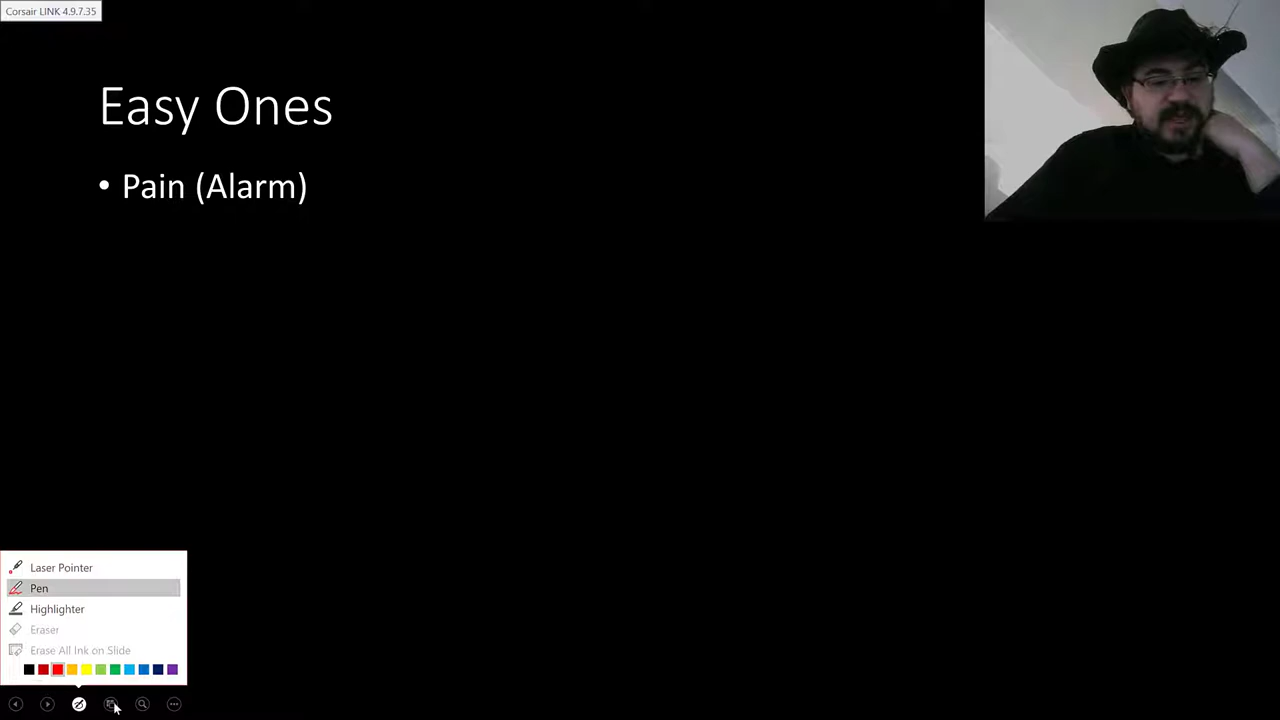 Corsair LINK 4.9.7.35
Easy Ones
• Pain (Alarm)
Laser Pointer
Pen
Highlighter
Eraser
Erase All Ink on Slide